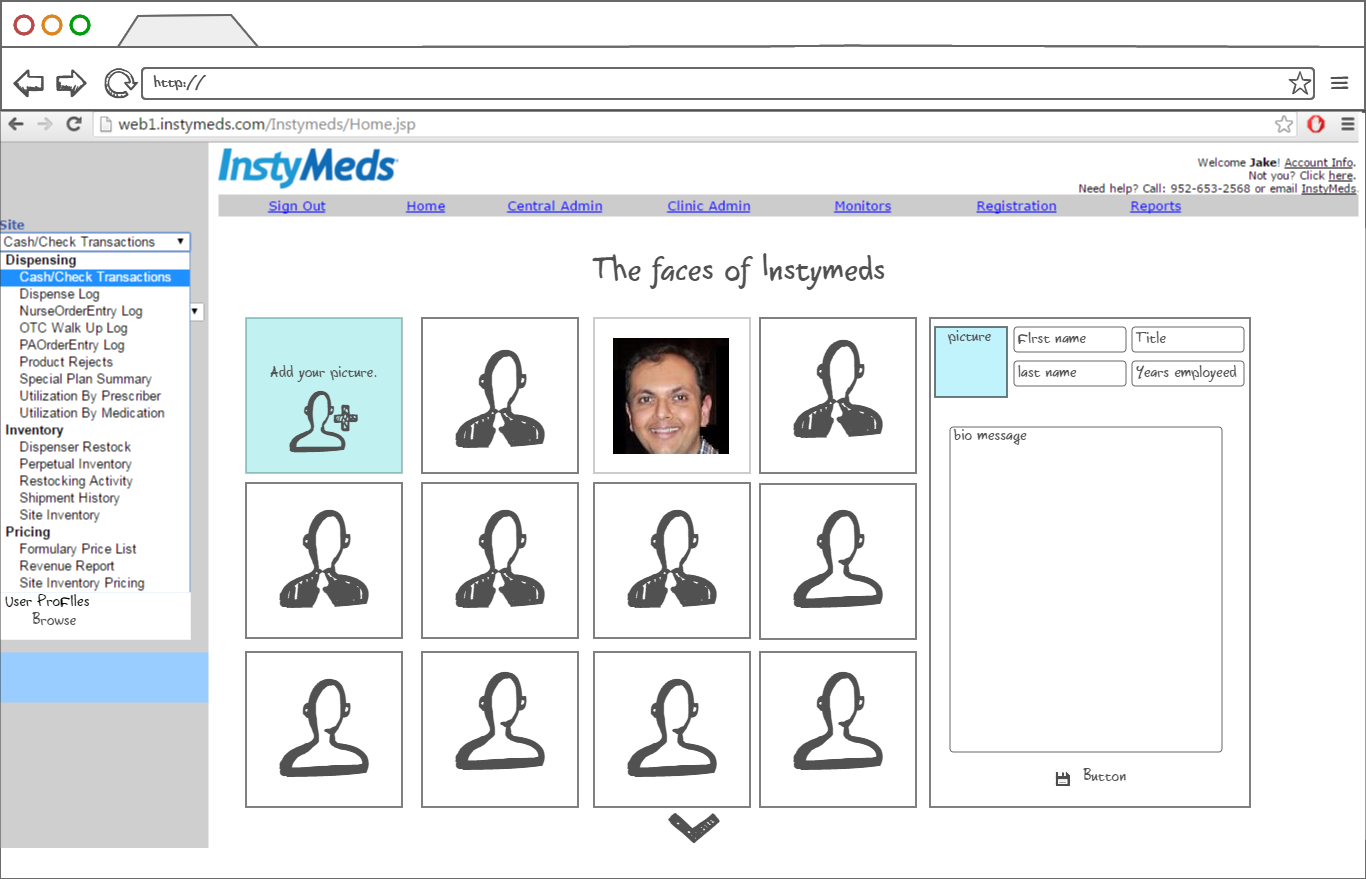 http://
web1.instymeds.com/Instymeds/Home.jsp
InstyMeds
Welcome Jake! Account Info.
Not you? Click here.
Need help? Call: 952-653-2568 or email InstyMeds.
Sign Out Home Central Admin Clinic Admin Monitors Registration Reports
Site
Cash/Check Transactions
Dispensing
Cash/Check Transactions
Dispense Log
NurseOrderEntry Log
OTC Walk Up Log
PAOrderEntry Log
Product Rejects
Special Plan Summary
Utilization By Prescriber
Utilization By Medication
Inventory
Dispenser Restock
Perpetual Inventory
Restocking Activity
Shipment History
Site Inventory
Pricing
Formulary Price List
Revenue Report
Site Inventory Pricing
User ProfIles
Browse
The faces of Instymeds
Add your picture.
picture
FIrst name
Title
last name
Years employeed
bio message
Button